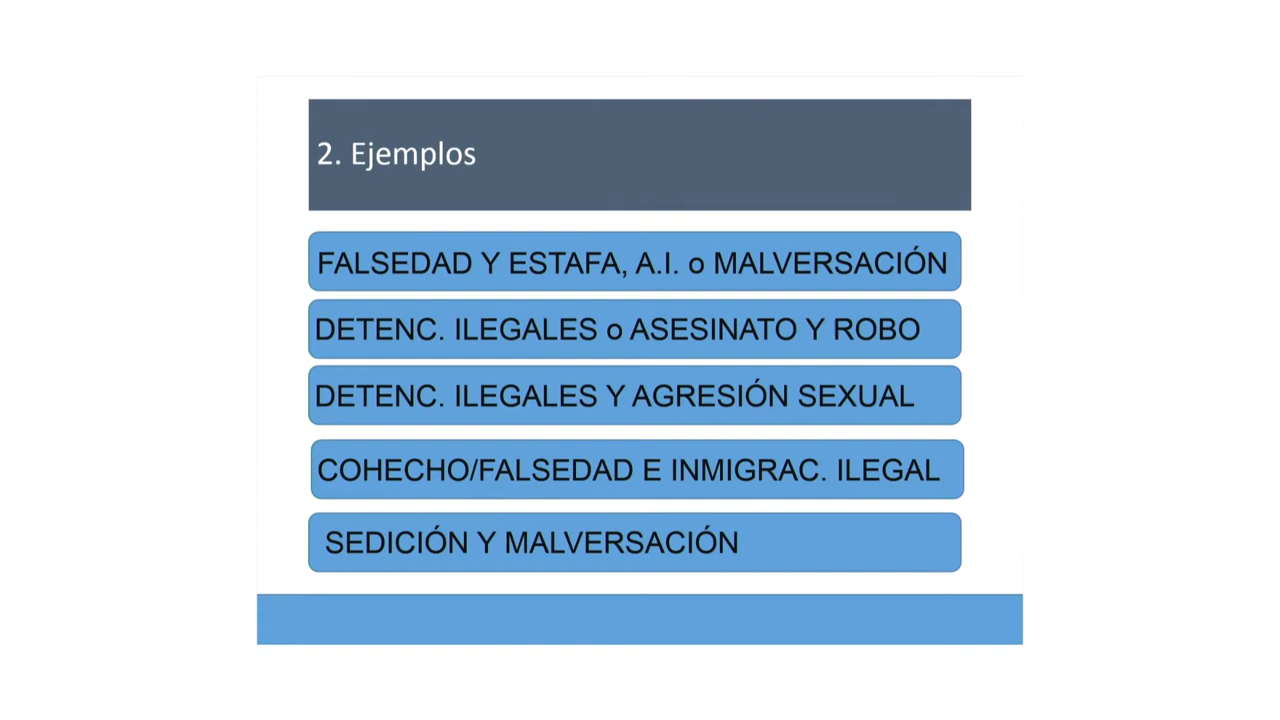 2. Ejemplos
FALSEDAD Y ESTAFA, A.I. o MALVERSACIÓN
DETENC. ILEGALES o ASESINATO Y ROBO
DETENC. ILEGALES Y AGRESIÓN SEXUAL
COHECHO/FALSEDAD E INMIGRAC. ILEGAL
SEDICIÓN Y MALVERSACIÓN